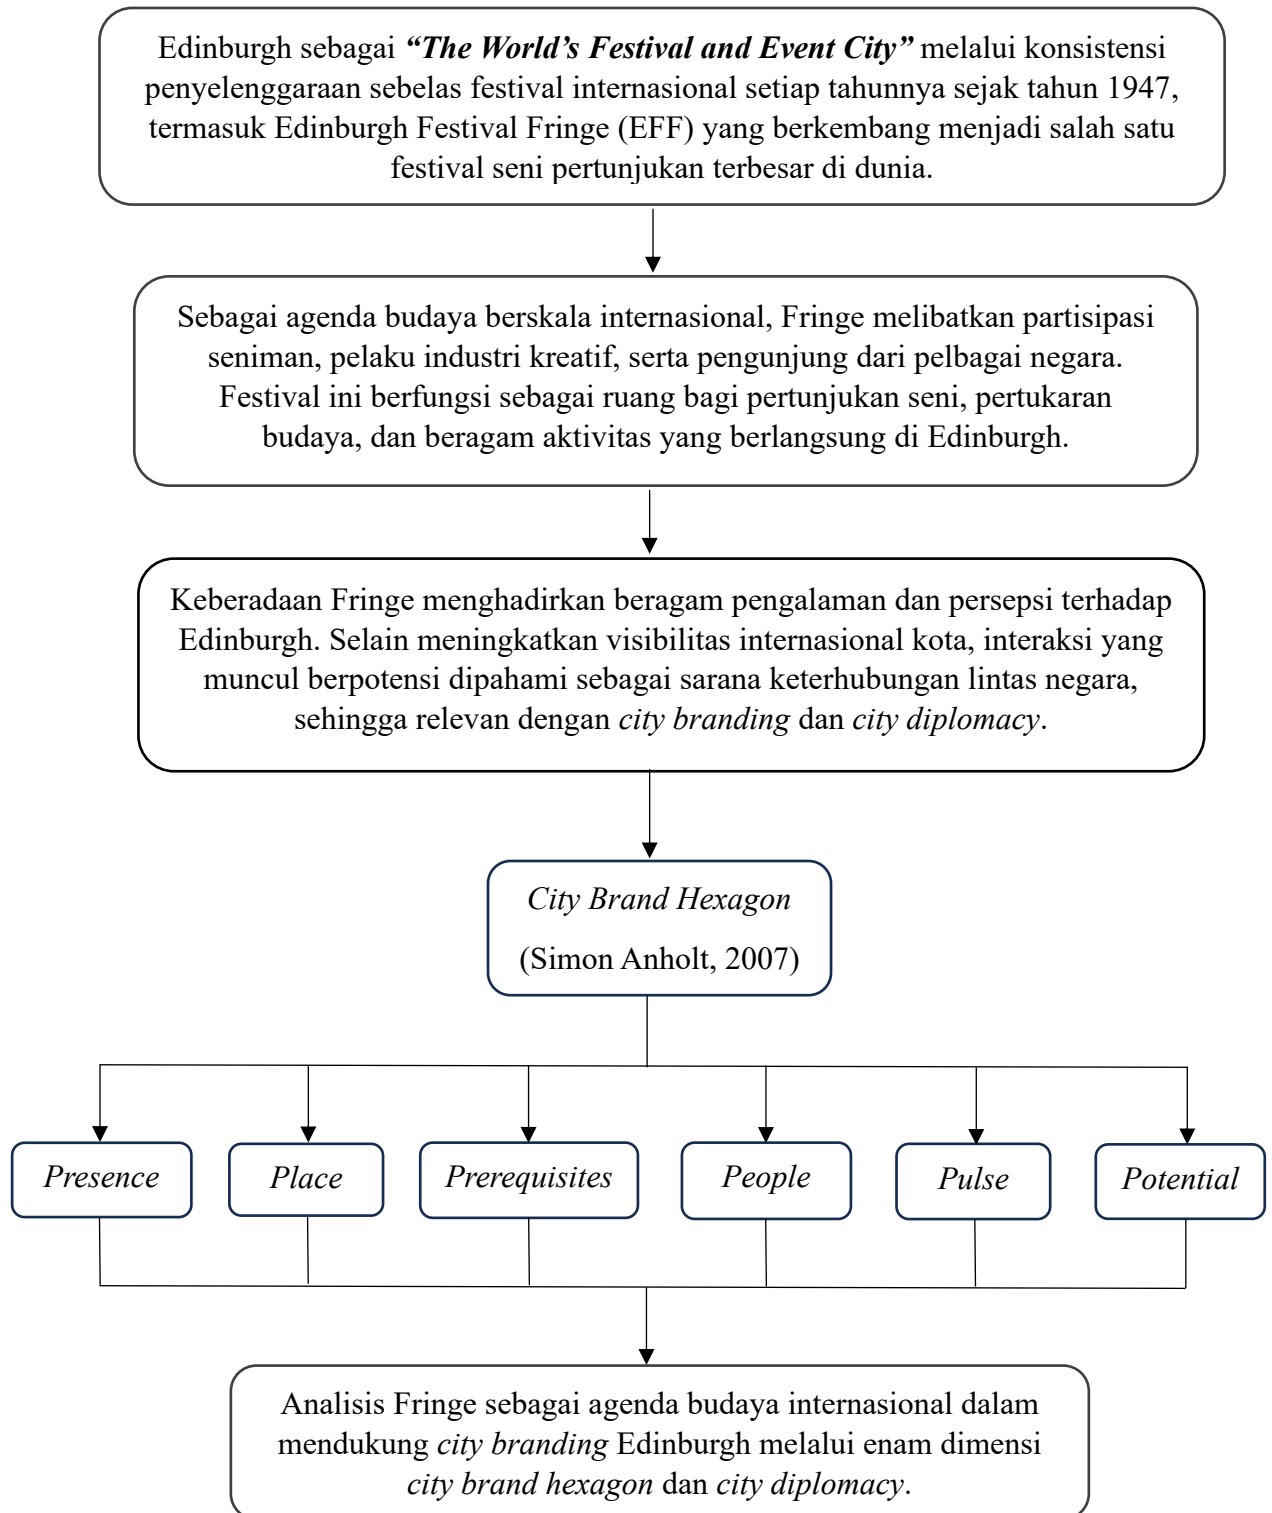 Edinburgh sebagai “The World’s Festival and Event City” melalui konsistensi
penyelenggaraan sebelas festival internasional setiap tahunnya sejak tahun 1947,
termasuk Edinburgh Festival Fringe (EFF) yang berkembang menjadi salah satu
festival seni pertunjukan terbesar di dunia.
Sebagai agenda budaya berskala internasional, Fringe melibatkan partisipasi
seniman, pelaku industri kreatif, serta pengunjung dari pelbagai negara.
Festival ini berfungsi sebagai ruang bagi pertunjukan seni, pertukaran
budaya, dan beragam aktivitas yang berlangsung di Edinburgh.
Keberadaan Fringe menghadirkan beragam pengalaman dan persepsi terhadap
Edinburgh. Selain meningkatkan visibilitas internasional kota, interaksi yang
muncul berpotensi dipahami sebagai sarana keterhubungan lintas negara,
sehingga relevan dengan city branding dan city diplomacy.
City Brand Hexagon
(Simon Anholt, 2007)
Presence
Place
Prerequisites
People
Pulse
Potential
Analisis Fringe sebagai agenda budaya internasional dalam
mendukung city branding Edinburgh melalui enam dimensi
city brand hexagon dan city diplomacy.